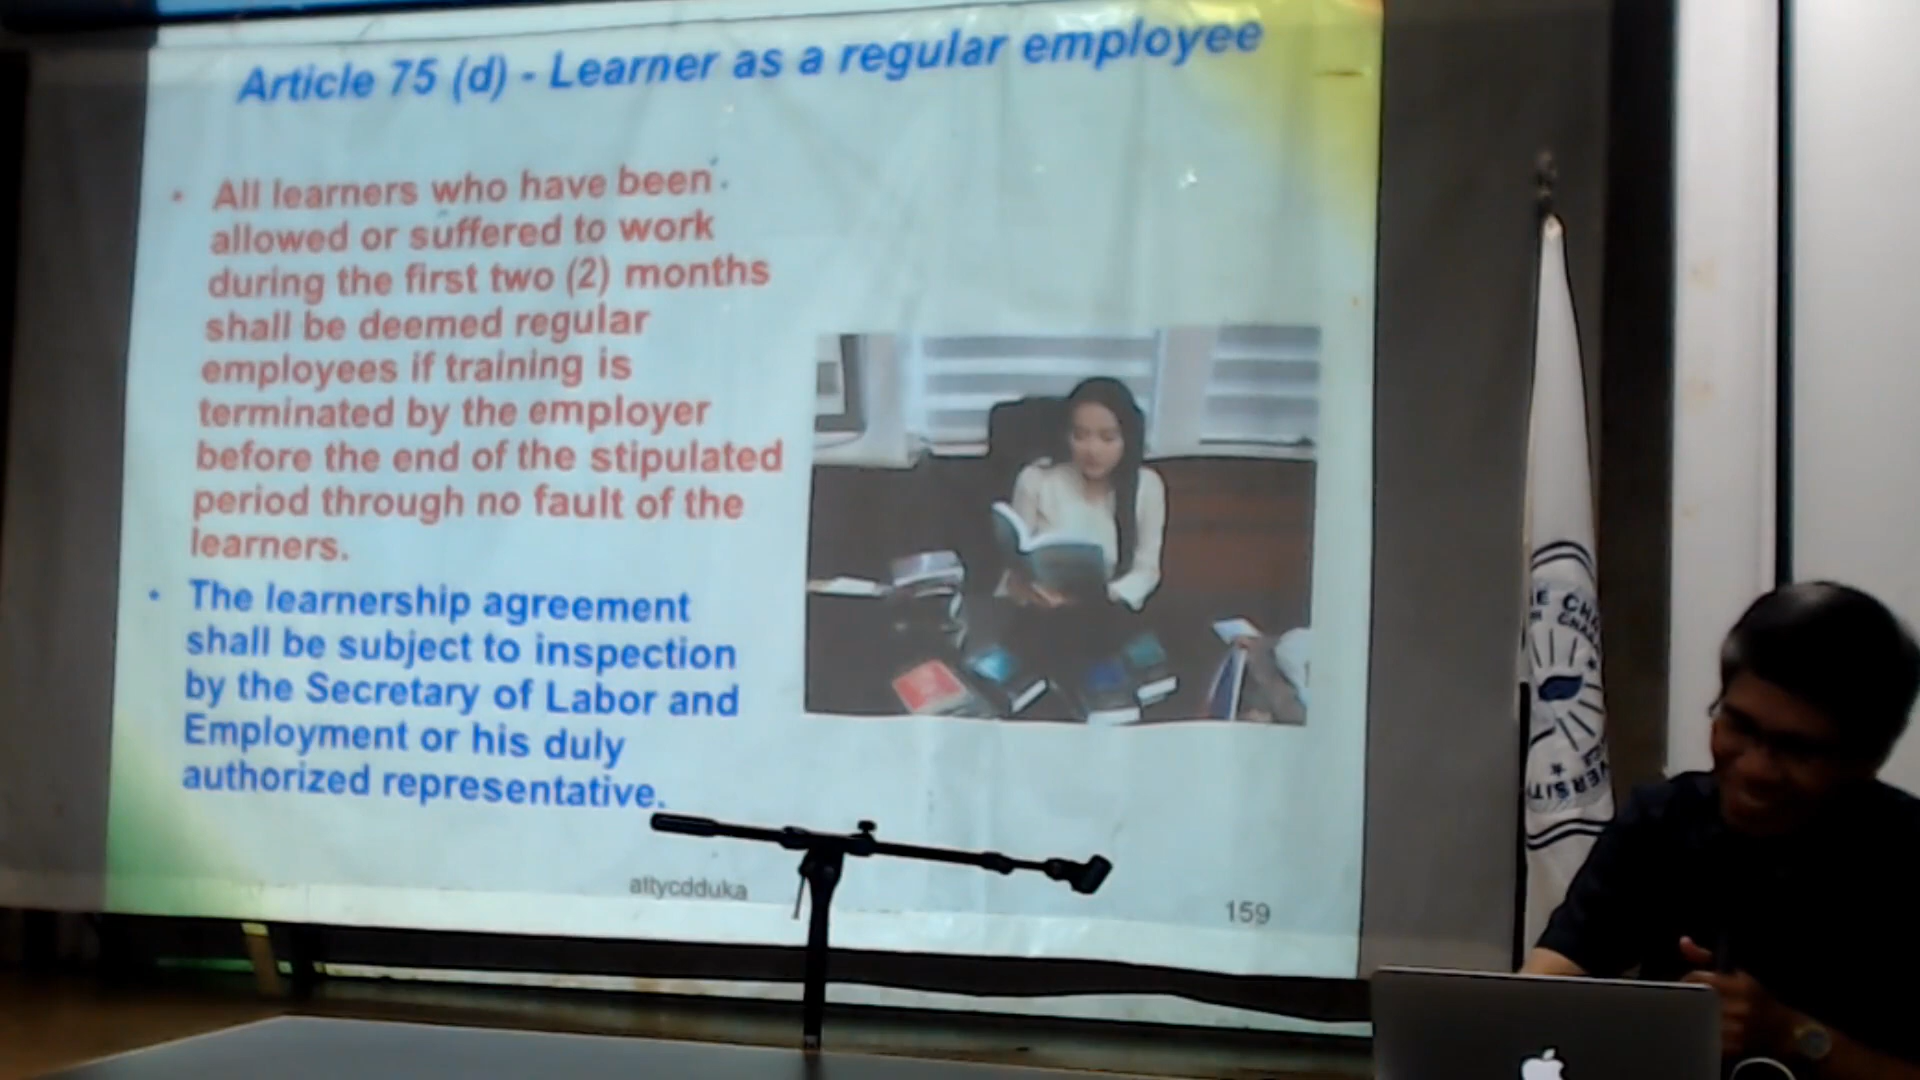 Article 75 (d) - Learner as a regular employee
• All learners who have been
allowed or suffered to work
during the first two (2) months
shall be deemed regular
employees if training is
terminated by the employer
before the end of the stipulated
period through no fault of the
learners.
• The learnership agreement
shall be subject to inspection
by the Secretary of Labor and
Employment or his duly
authorized representative.
attycdduka
159